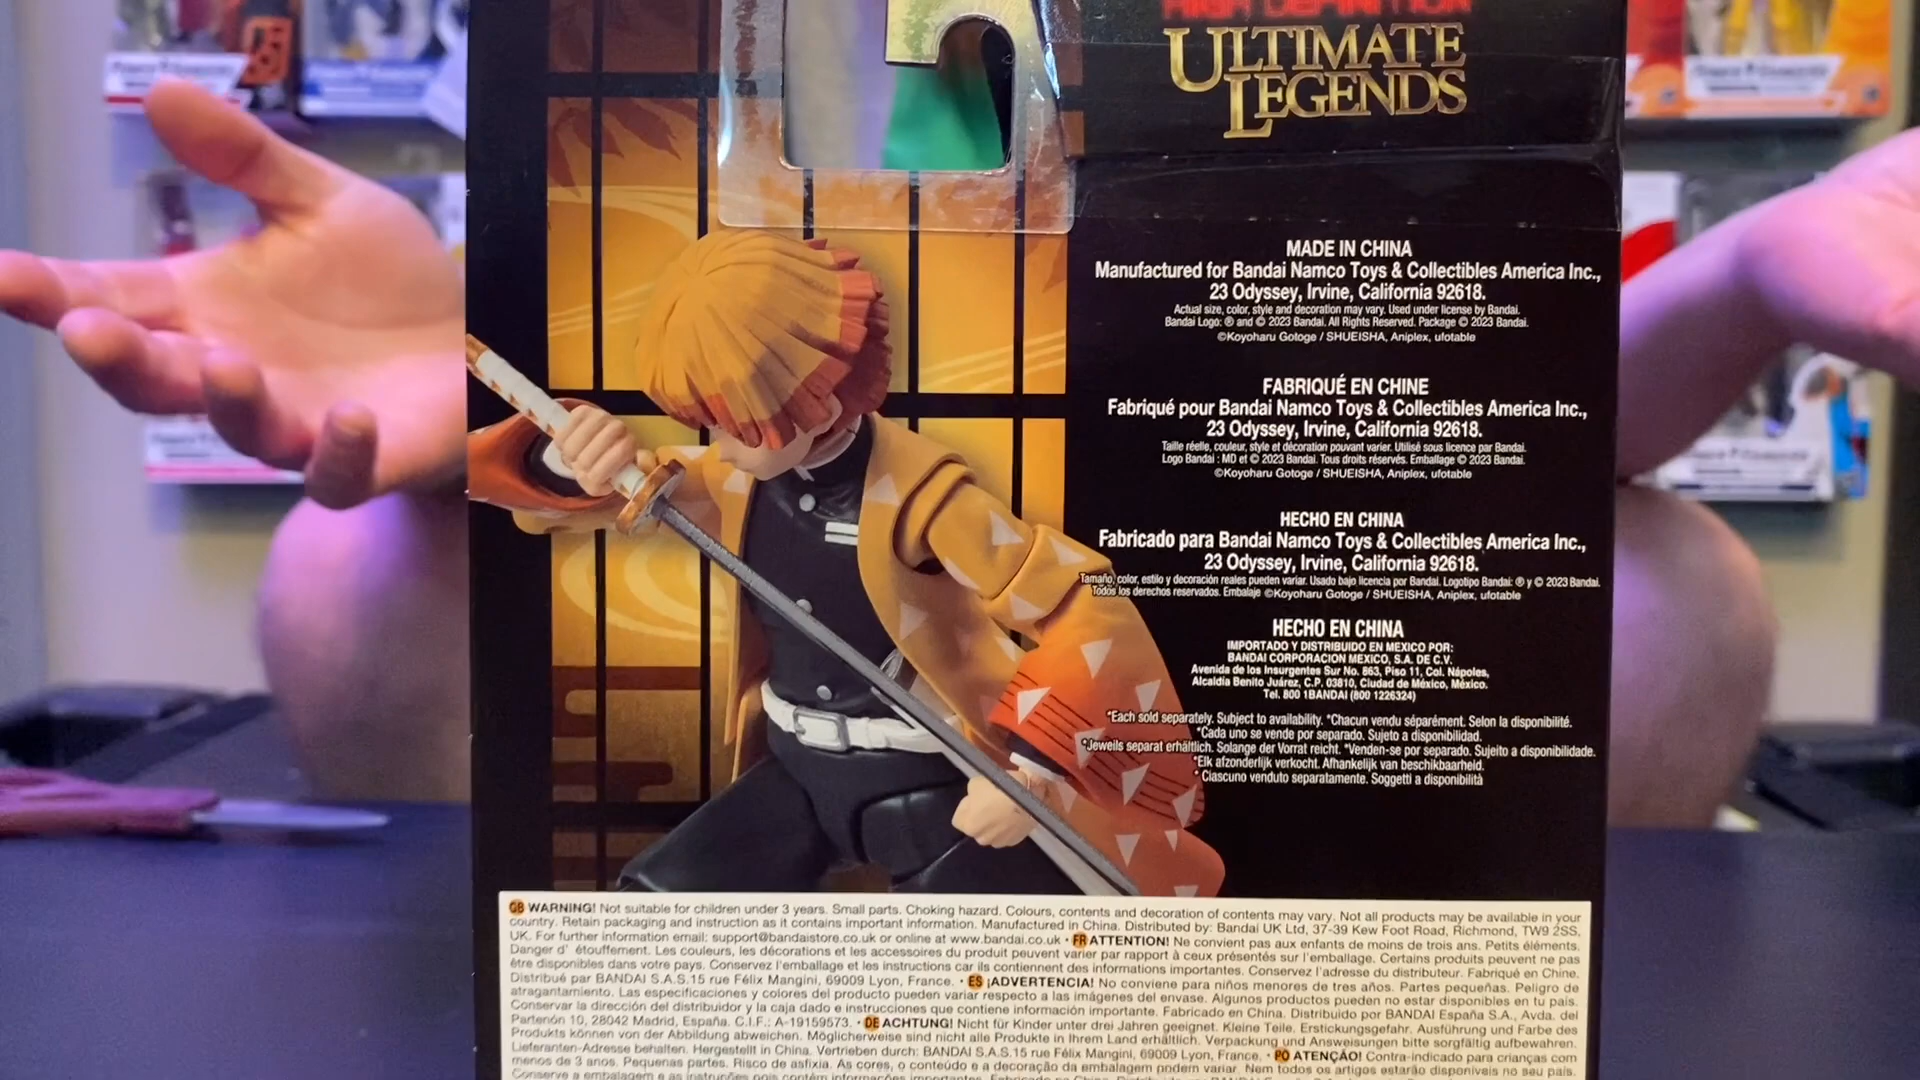 HIGH DEFINITION
ULTIMATE
LEGENDS
MADE IN CHINA
Manufactured for Bandai Namco Toys & Collectibles America Inc.,
23 Odyssey, Irvine, California 92618.
Actual size, color, style and decoration may vary. Used under license by Bandai.
Bandai Logo: ® and © 2023 Bandai. All Rights Reserved. Package © 2023 Bandai.
©Koyoharu Gotoge / SHUEISHA, Aniplex, ufotable
FABRIQUÉ EN CHINE
Fabriqué pour Bandai Namco Toys & Collectibles America Inc.,
23 Odyssey, Irvine, California 92618.
Taille réelle, couleur, style et décoration pouvant varier. Utilisé sous licence par Bandai.
Logo Bandai : MD et © 2023 Bandai. Tous droits réservés. Emballage © 2023 Bandai.
©Koyoharu Gotoge / SHUEISHA, Aniplex, ufotable
HECHO EN CHINA
Fabricado para Bandai Namco Toys & Collectibles America Inc.,
23 Odyssey, Irvine, California 92618.
Tamaño, color, estilo y decoración reales pueden variar. Usado bajo licencia por Bandai. Logotipo Bandai: ® y © 2023 Bandai.
Todos los derechos reservados. Embalaje ©Koyoharu Gotoge / SHUEISHA, Aniplex, ufotable
HECHO EN CHINA
IMPORTADO Y DISTRIBUIDO EN MEXICO POR:
BANDAI CORPORACION MEXICO, S.A. DE C.V.
Avenida de los Insurgentes Sur No. 863, Piso 11, Col. Nápoles,
Alcaldía Benito Juárez, C.P. 03810, Ciudad de México, México.
Tel. 800 1BANDAI (800 1226324)
*Each sold separately. Subject to availability. *Chacun vendu séparément. Selon la disponibilité.
*Cada uno se vende por separado. Sujeto a disponibilidad.
*Jeweils separat erhältlich. Solange der Vorrat reicht. *Venden-se por separado. Sujeito a disponibilidade.
*Elk afzonderlijk verkocht. Afhankelijk van beschikbaarheid.
* Ciascuno venduto separatamente. Soggetti a disponibilità
GB WARNING! Not suitable for children under 3 years. Small parts. Choking hazard. Colours, contents and decoration of contents may vary. Not all products may be available in your
country. Retain packaging and instruction as it contains important information. Manufactured in China. Distributed by: Bandai UK Ltd, 37-39 Kew Foot Road, Richmond, TW9 2SS,
UK. For further information email: support@bandaistore.co.uk or online at www.bandai.co.uk • FR ATTENTION! Ne convient pas aux enfants de moins de trois ans. Petits éléments.
Danger d' étouffement. Les couleurs, les décorations et les accessoires du produit peuvent varier par rapport à ceux présentés sur l'emballage. Certains produits peuvent ne pas
être disponibles dans votre pays. Conservez l'emballage et les instructions car ils contiennent des informations importantes. Conservez l'adresse du distributeur. Fabriqué en Chine.
Distribué par BANDAI S.A.S.15 rue Félix Mangini, 69009 Lyon, France. • ES ¡ADVERTENCIA! No conviene para niños menores de tres años. Partes pequeñas. Peligro de
atragantamiento. Las especificaciones y colores del producto pueden variar respecto a las imágenes del envase. Algunos productos pueden no estar disponibles en tu país.
Conservar la dirección del distribuidor y la caja dado e instrucciones que contiene información importante. Fabricado en China. Distribuido por BANDAI España S.A., Avda. del
Partenón 10, 28042 Madrid, España. C.I.F.: A-19159573. • DE ACHTUNG! Nicht für Kinder unter drei Jahren geeignet. Kleine Teile. Erstickungsgefahr. Ausführung und Farbe des
Produkts können von der Abbildung abweichen. Möglicherweise sind nicht alle Produkte in Ihrem Land erhältlich. Verpackung und Anweisungen bitte sorgfältig aufbewahren.
Lieferanten-Adresse behalten. Hergestellt in China. Vertrieben durch: BANDAI S.A.S.15 rue Félix Mangini, 69009 Lyon, France. • PO ATENÇÃO! Contra-indicado para crianças com
menos de 3 anos. Pequenas partes. Risco de asfixia. As cores, o conteúdo e a decoração da embalagem podem variar. Nem todos os artigos estarão disponíveis no seu país.
Conserve a embalagem e as instruções pois contém informações importantes.